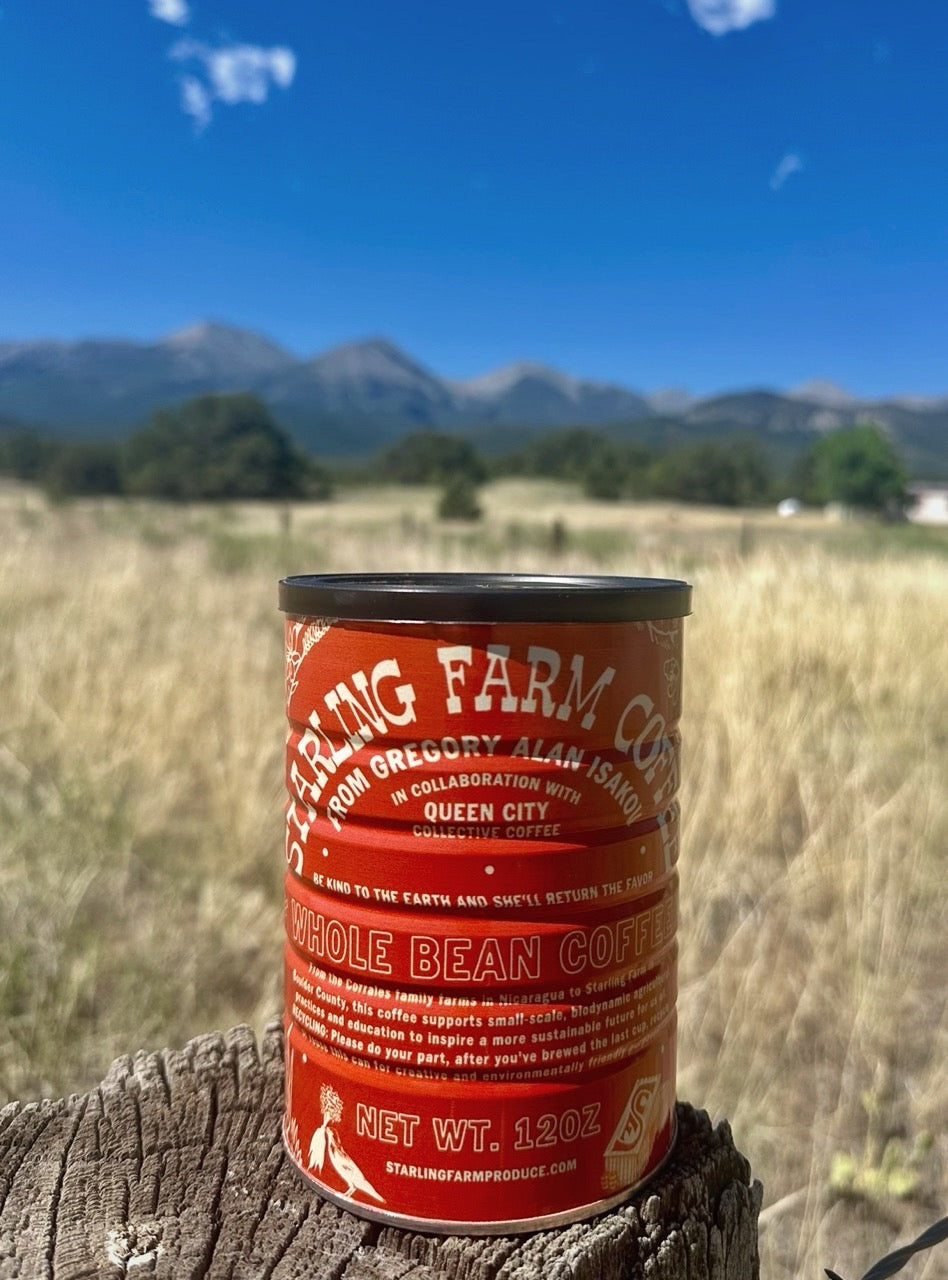 STARLING FARM COFFEE
FROM GREGORY ALAN ISAKOV
IN COLLABORATION WITH
QUEEN CITY
COLLECTIVE COFFEE
BE KIND TO THE EARTH AND SHE'LL RETURN THE FAVOR
WHOLE BEAN COFFEE
From the Corrales family farms in Nicaragua to Starling Farm
Boulder County, this coffee supports small-scale, biodynamic
practices and education to inspire a more sustainable future for us
RECYCLING: Please do your part, after you've brewed the last cup,
this can for creative and environmentally friendly
NET WT. 12OZ
STARLINGFARMPRODUCE.COM